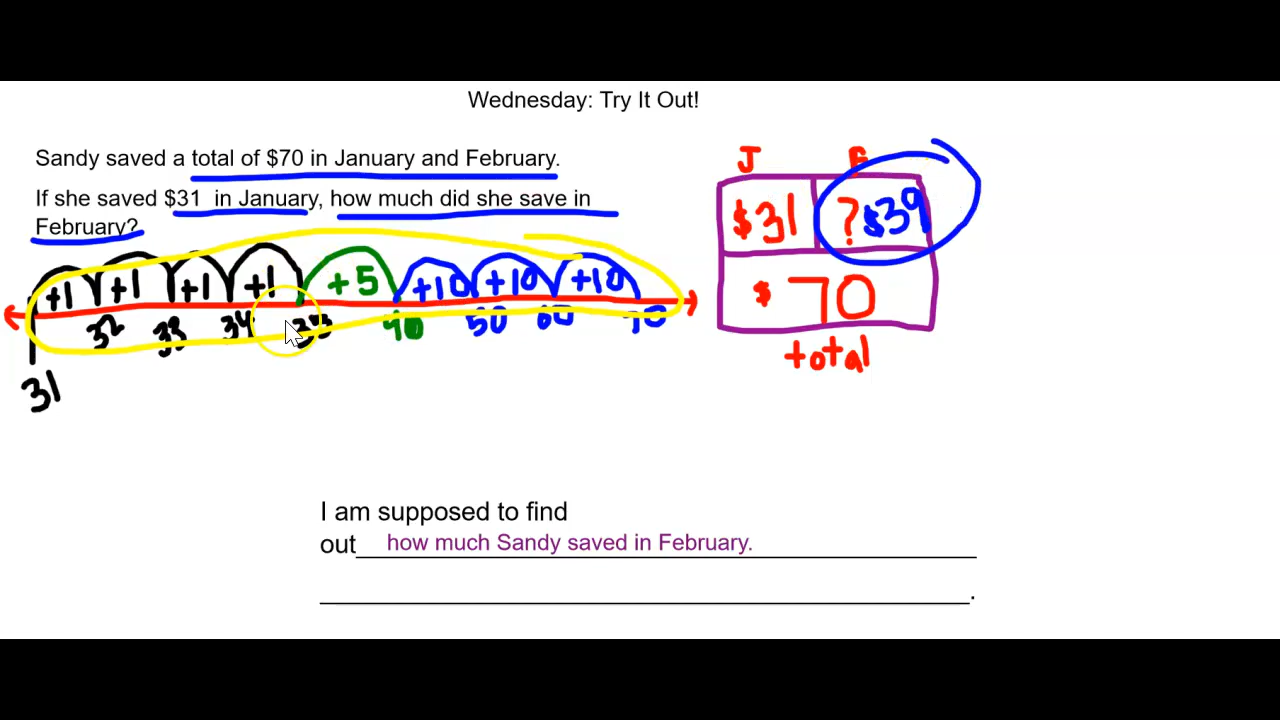 Wednesday: Try It Out!
Sandy saved a total of $70 in January and February.
If she saved $31 in January, how much did she save in
February?
J F
$31 ? $39
$ 70
total
+1 +1 +1 +1 +5 +10 +10 +10
32 33 34 35 40 50 60 70
31
I am supposed to find
out how much Sandy saved in February.
.